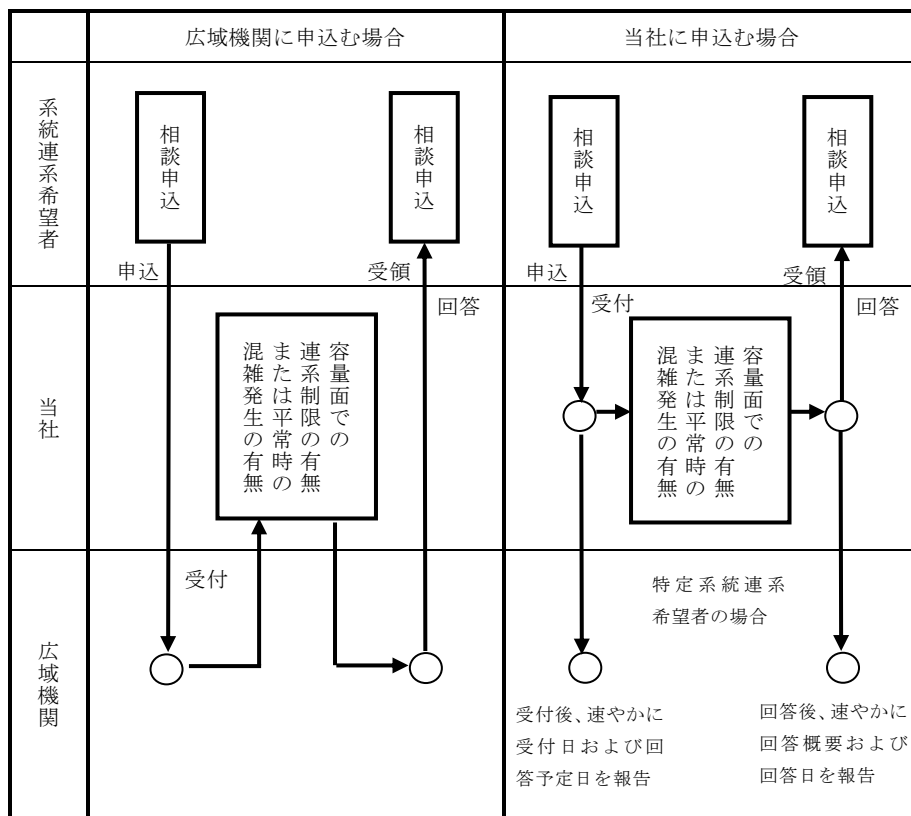 広域機関に申込む場合
当社に申込む場合
系統連系希望者
相談申込
相談申込
相談申込
相談申込
申込
受領
申込
受領
当社
回答
受付
回答
容量面での
連系制限の有無
または平常時の
混雑発生の有無
容量面での
連系制限の有無
または平常時の
混雑発生の有無
広域機関
受付
特定系統連系
希望者の場合
受付後、速やかに
受付日および回
答予定日を報告
回答後、速やかに
回答概要および
回答日を報告